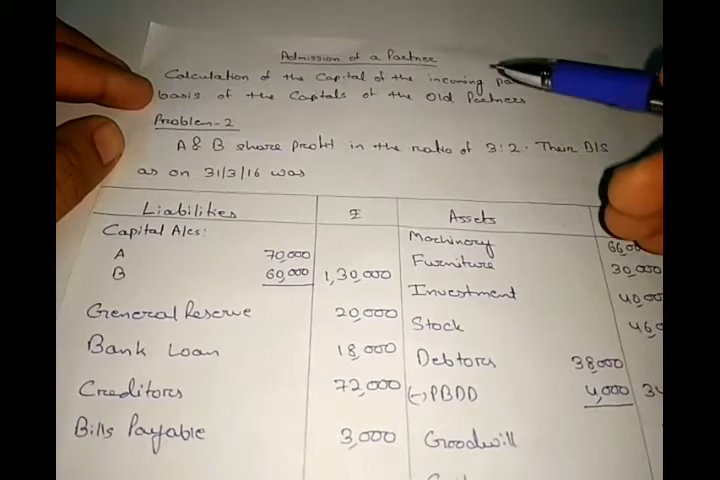 Admission of a Partner
Calculation of the Capital of the incoming
basis of the Capitals of the Old Partners
Problem-2
A & B share profit in the ratio of 3:2. Their B/S
as on 31/3/16 was
Liabilities ₹ Assets
Capital A/cs: Machinery
A 70,000 Furniture 30,000
B 60,000 1,30,000 Investment
General Reserve 20,000 Stock
Bank Loan 18,000 Debtors 38,000
Creditors 72,000 (-) PBDD 4,000
Bills Payable 3,000 Goodwill